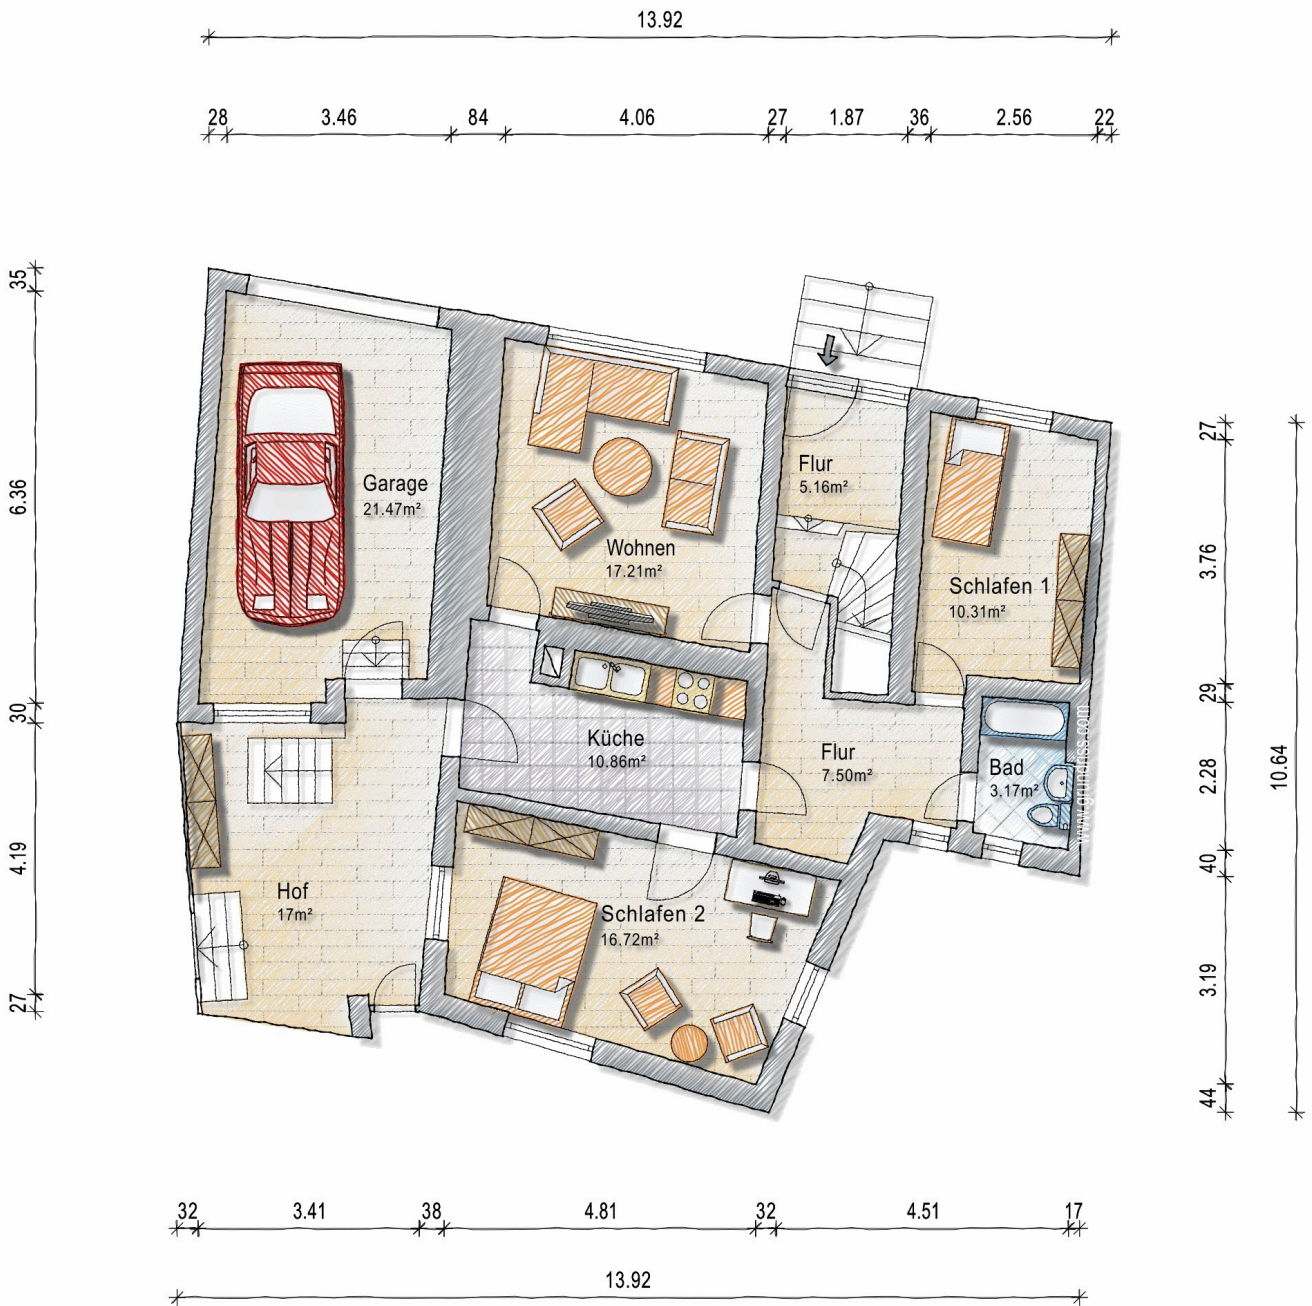 13.92
28 3.46 84 4.06 27 1.87 36 2.56 22
35
6.36
30
4.19
27
27
3.76
29
2.28
40
3.19
44
10.64
Garage
21.47m²
Wohnen
17.21m²
Flur
5.16m²
Schlafen 1
10.31m²
Küche
10.86m²
Flur
7.50m²
Bad
3.17m²
Hof
17m²
Schlafen 2
16.72m²
www.grundriss.com
32 3.41 38 4.81 32 4.51 17
13.92